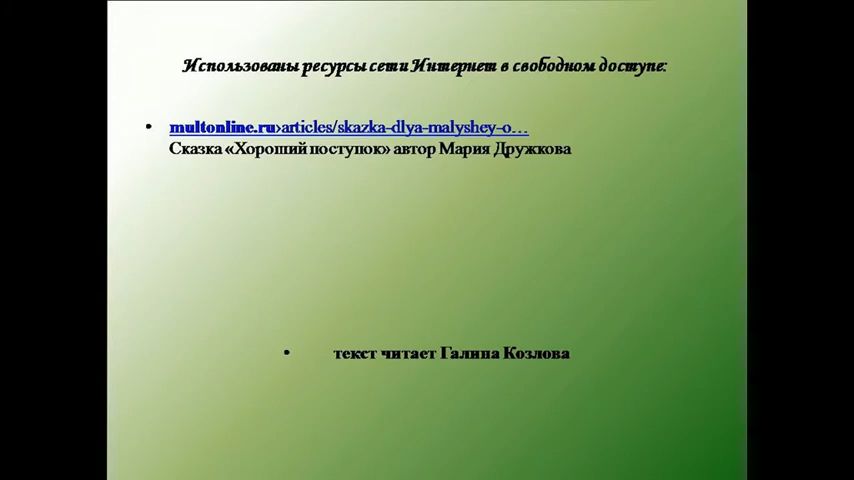 Использованы ресурсы сети Интернет в свободном доступе:
• multonline.ru›articles/skazka-dlya-malyshey-o…
Сказка «Хороший поступок» автор Мария Дружкова
• текст читает Галина Козлова